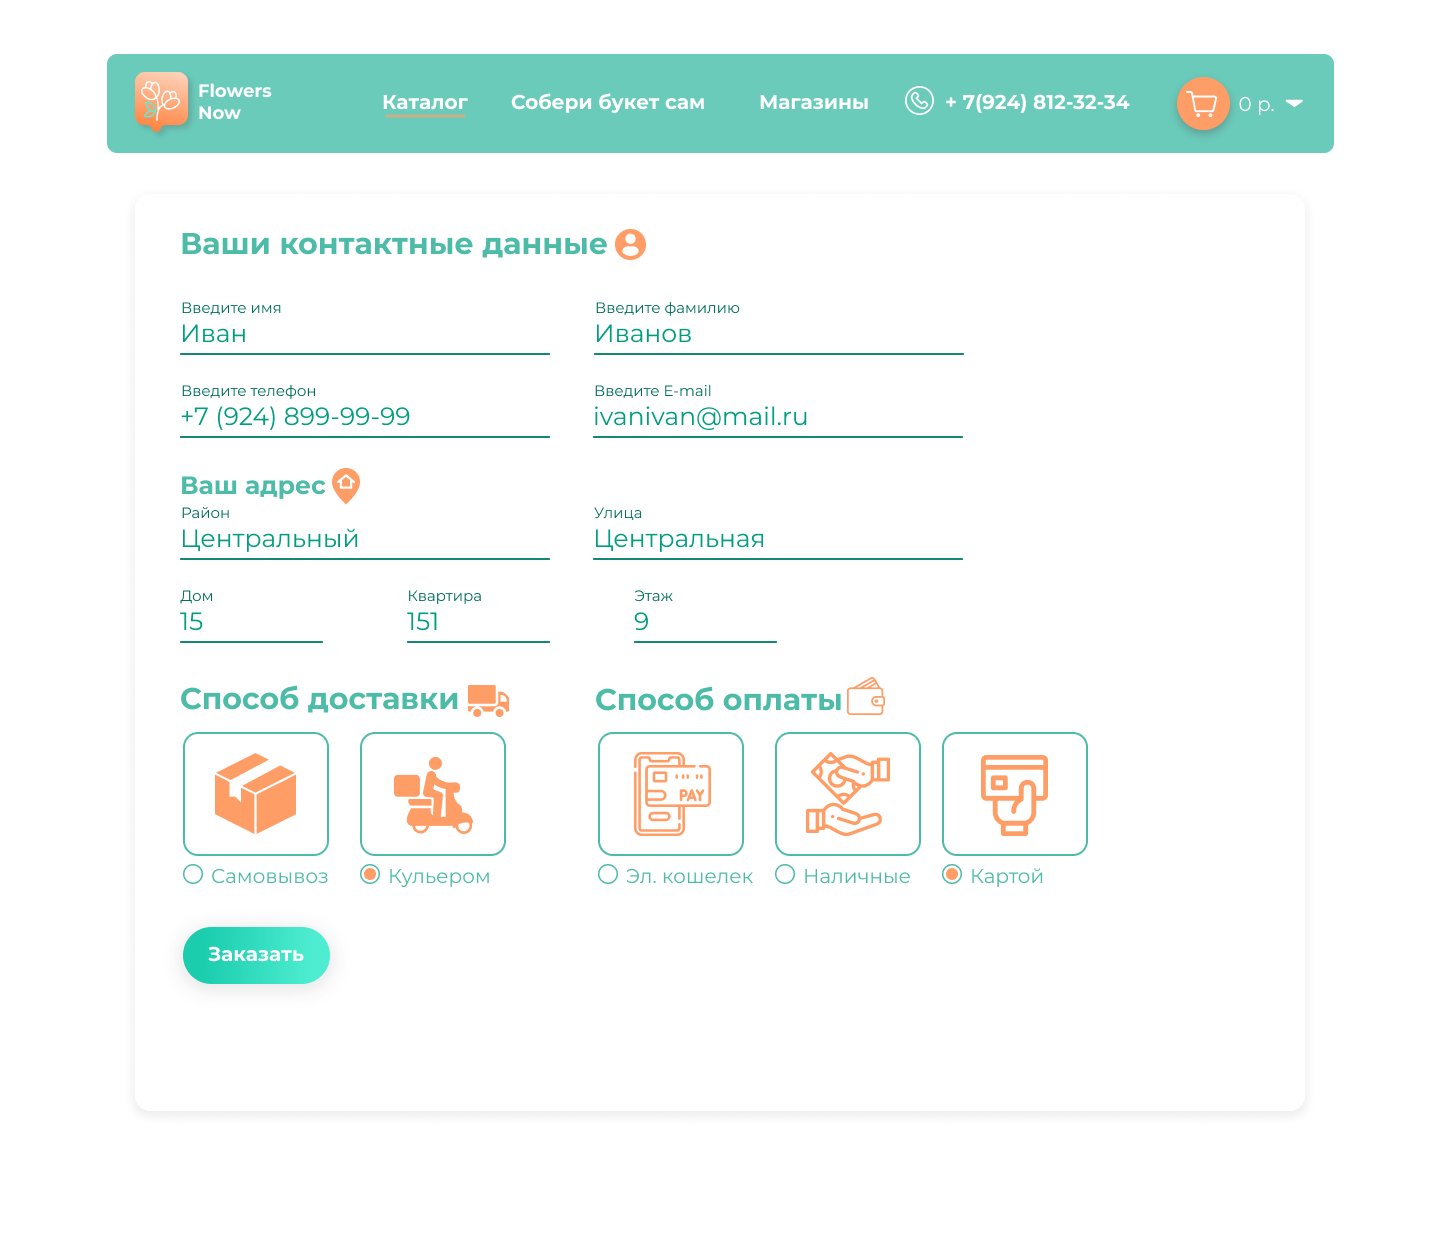 Flowers
Now
Каталог
Собери букет сам
Магазины
+ 7(924) 812-32-34
0 р.
Ваши контактные данные
Введите имя
Введите фамилию
Иван
Иванов
Введите телефон
Введите E-mail
+7 (924) 899-99-99
ivanivan@mail.ru
Ваш адрес
Район
Улица
Центральный
Центральная
Дом
Квартира
Этаж
15
151
9
Способ доставки
Способ оплаты
PAY
Самовывоз
Кульером
Эл. кошелек
Наличные
Картой
Заказать